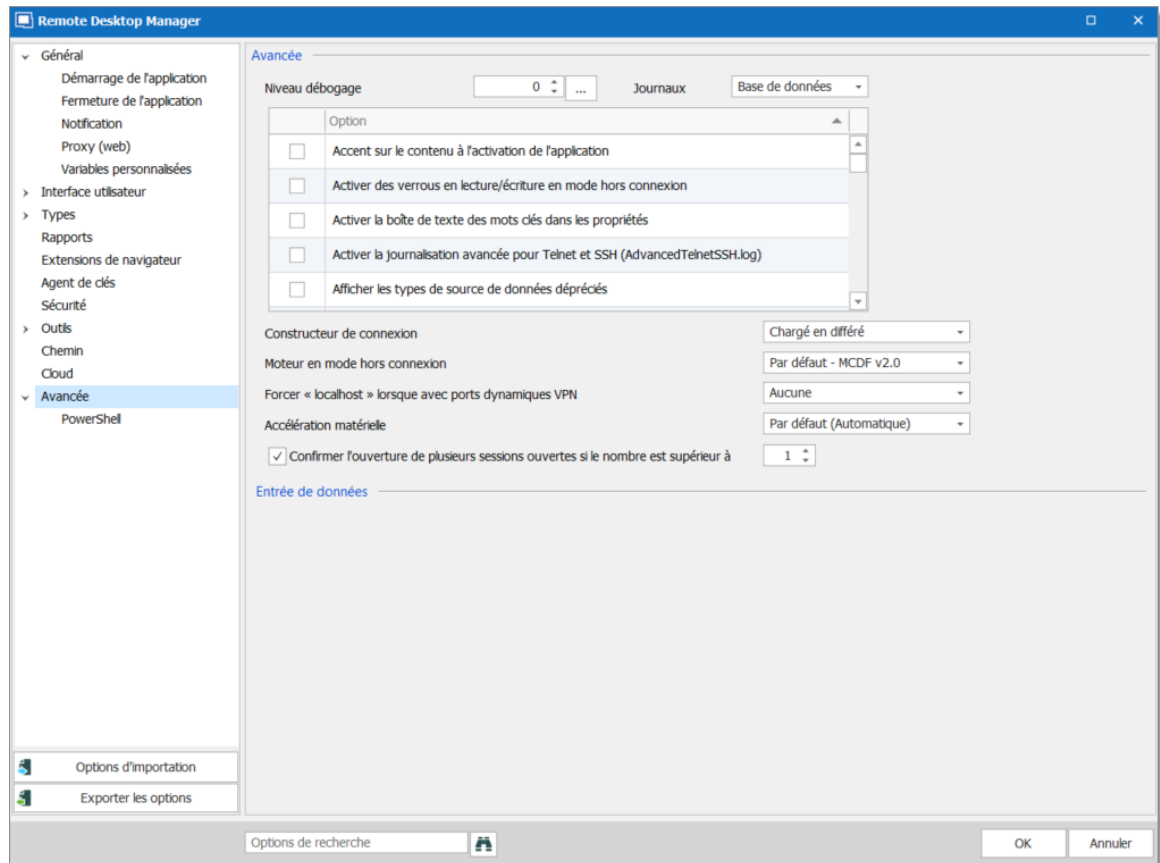 Remote Desktop Manager
Général
Démarrage de l'application
Fermeture de l'application
Notification
Proxy (web)
Variables personnalisées
Interface utilisateur
Types
Rapports
Extensions de navigateur
Agent de clés
Sécurité
Outils
Chemin
Cloud
Avancée
PowerShell
Options d'importation
Exporter les options
Avancée
Niveau débogage 0 ... Journaux Base de données
Option
Accent sur le contenu à l'activation de l'application
Activer des verrous en lecture/écriture en mode hors connexion
Activer la boîte de texte des mots clés dans les propriétés
Activer la journalisation avancée pour Telnet et SSH (AdvancedTelnetSSH.log)
Afficher les types de source de données dépréciés
Constructeur de connexion Chargé en différé
Moteur en mode hors connexion Par défaut - MCDF v2.0
Forcer « localhost » lorsque avec ports dynamiques VPN Aucune
Accélération matérielle Par défaut (Automatique)
Confirmer l'ouverture de plusieurs sessions ouvertes si le nombre est supérieur à 1
Entrée de données
Options de recherche
OK Annuler